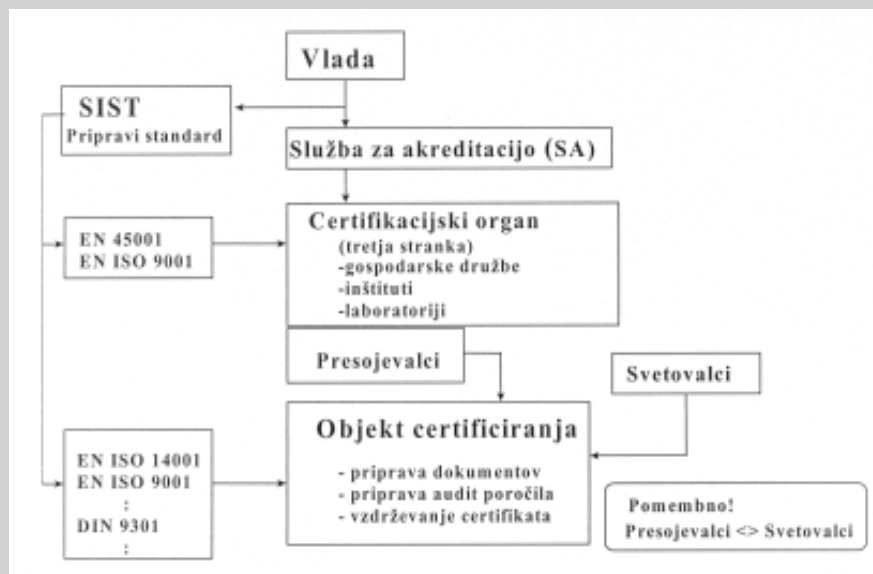 Vlada
SIST
Pripravi standard
Služba za akreditacijo (SA)
EN 45001
EN ISO 9001
Certifikacijski organ
(tretja stranka)
-gospodarske družbe
-inštituti
-laboratoriji
Presojevalci
Svetovalci
Objekt certificiranja
- priprava dokumentov
- priprava audit poročila
- vzdrževanje certifikata
EN ISO 14001
EN ISO 9001
:
DIN 9301
:
Pomembno!
Presojevalci <> Svetovalci